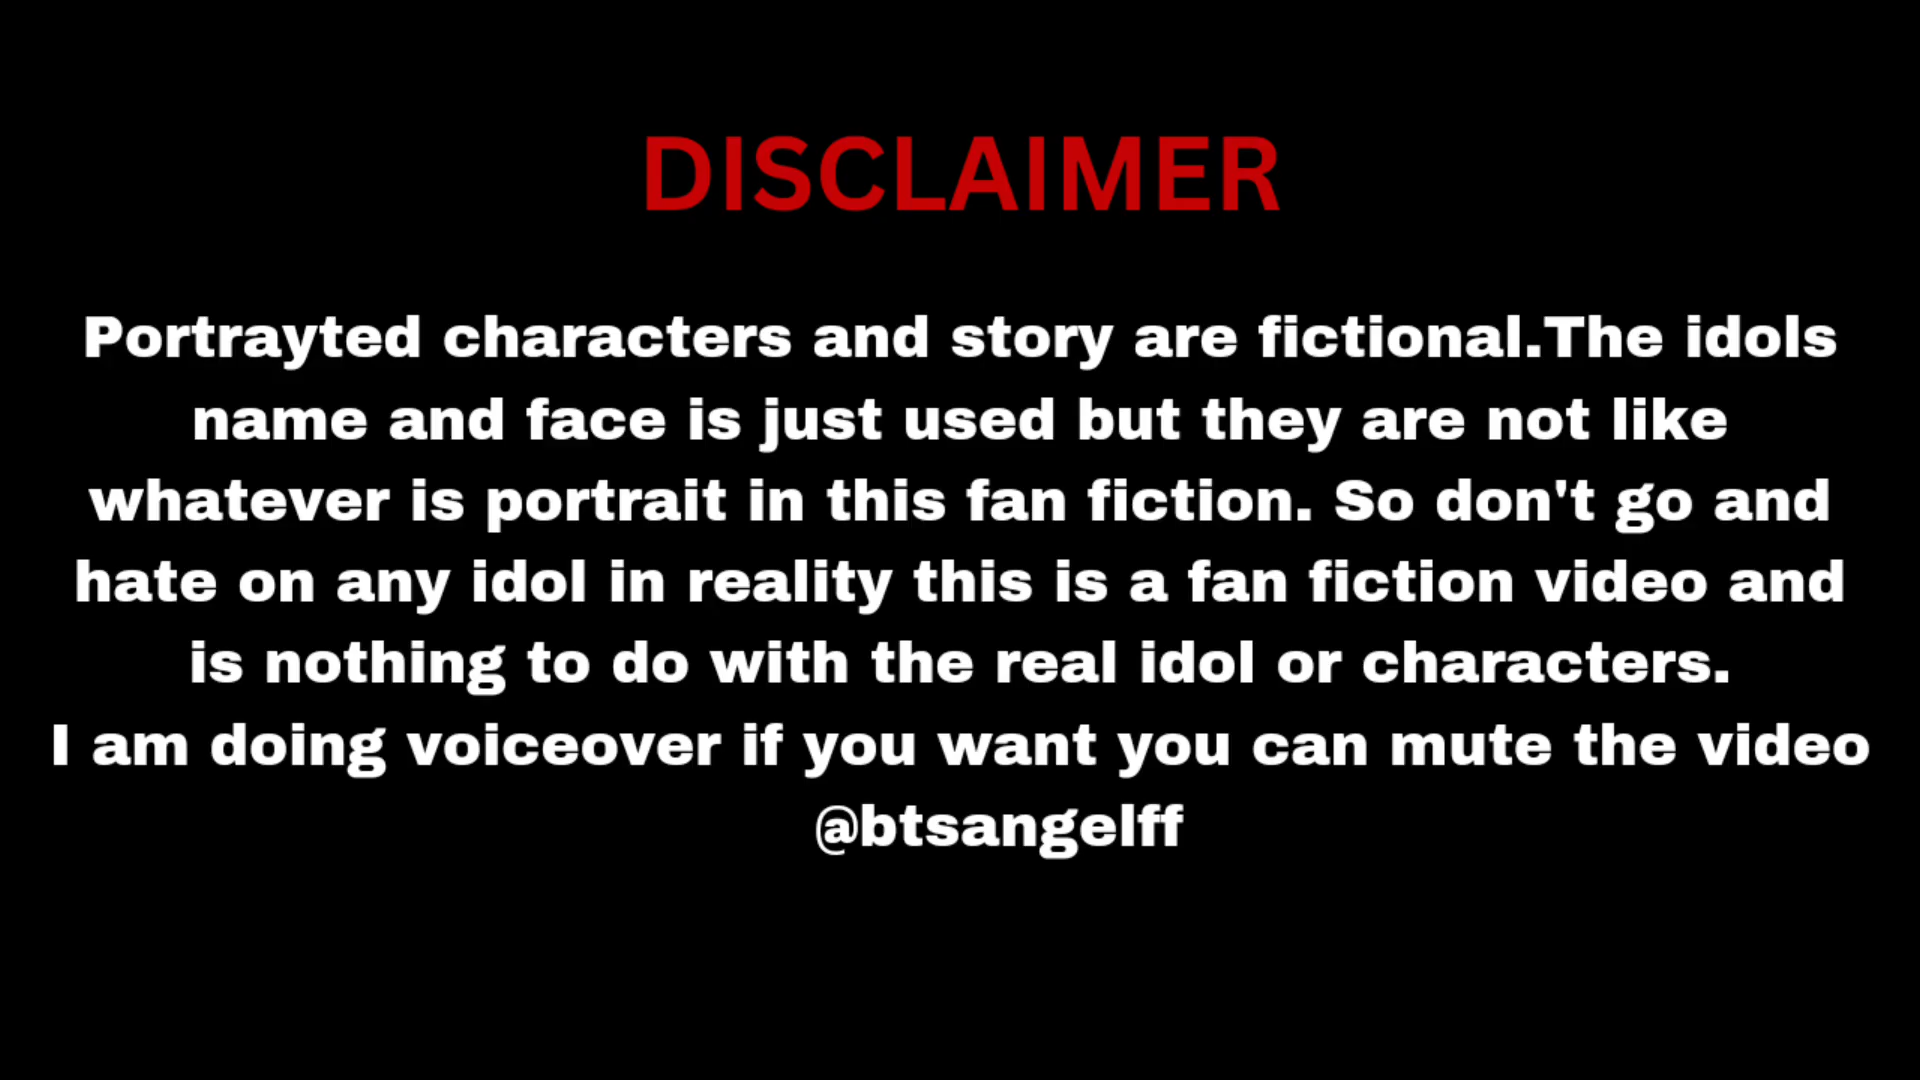 DISCLAIMER
Portrayted characters and story are fictional.The idols
name and face is just used but they are not like
whatever is portrait in this fan fiction. So don't go and
hate on any idol in reality this is a fan fiction video and
is nothing to do with the real idol or characters.
I am doing voiceover if you want you can mute the video
@btsangelff